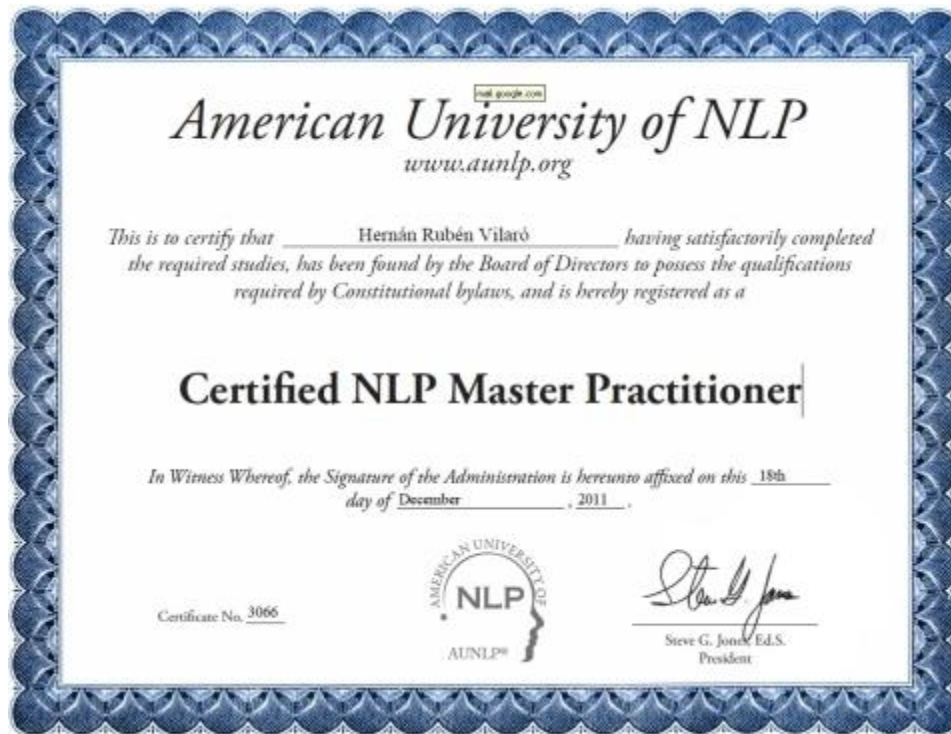 mail.google.com
American University of NLP
www.aunlp.org
This is to certify that Hernán Rubén Vilaró having satisfactorily completed
the required studies, has been found by the Board of Directors to possess the qualifications
required by Constitutional bylaws, and is hereby registered as a
Certified NLP Master Practitioner
In Witness Whereof, the Signature of the Administration is hereunto affixed on this 18th
day of December , 2011 .
AMERICAN UNIVERSITY OF
NLP
AUNLP®
Certificate No. 3066
Steve G. Jones
Steve G. Jones, Ed.S.
President